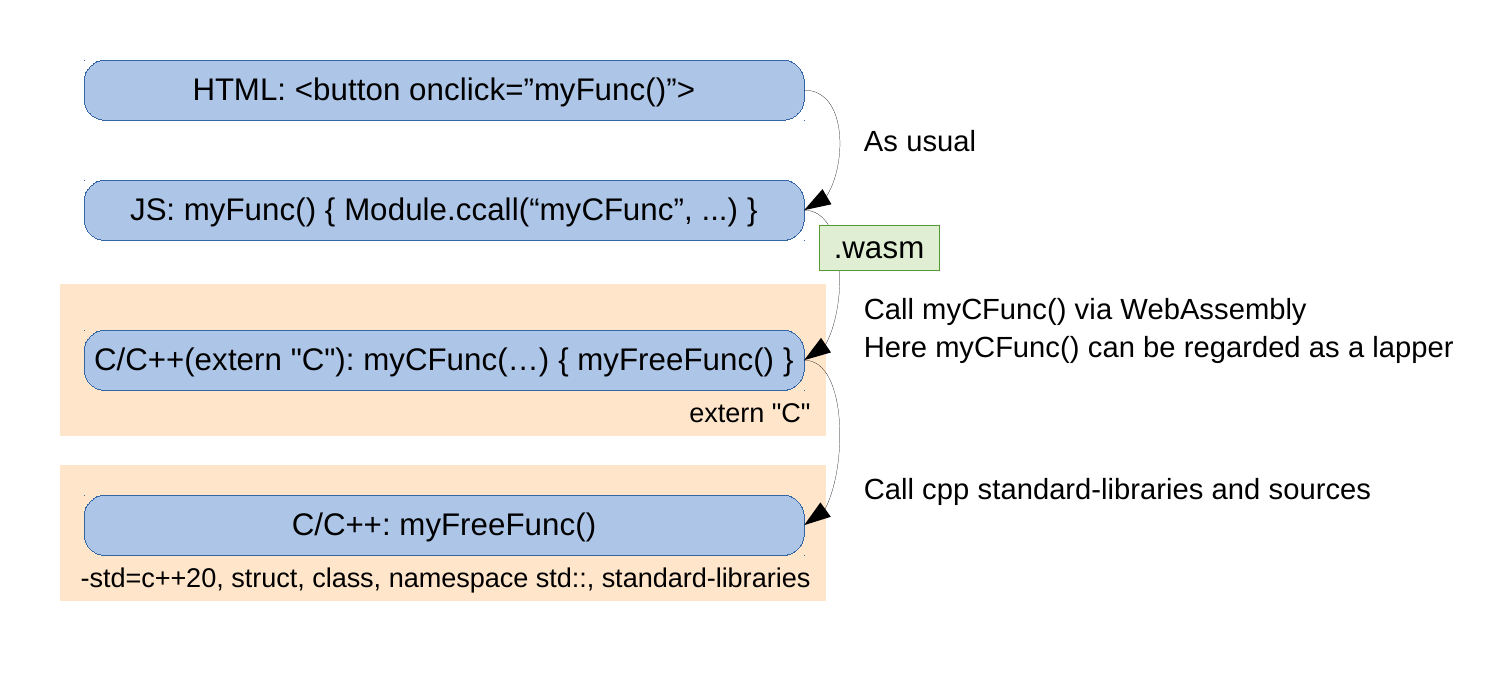 HTML: <button onclick=”myFunc()”>
As usual
JS: myFunc() { Module.ccall(“myCFunc”, ...) }
.wasm
Call myCFunc() via WebAssembly
Here myCFunc() can be regarded as a lapper
C/C++(extern "C"): myCFunc(…) { myFreeFunc() }
extern "C"
Call cpp standard-libraries and sources
C/C++: myFreeFunc()
-std=c++20, struct, class, namespace std::, standard-libraries